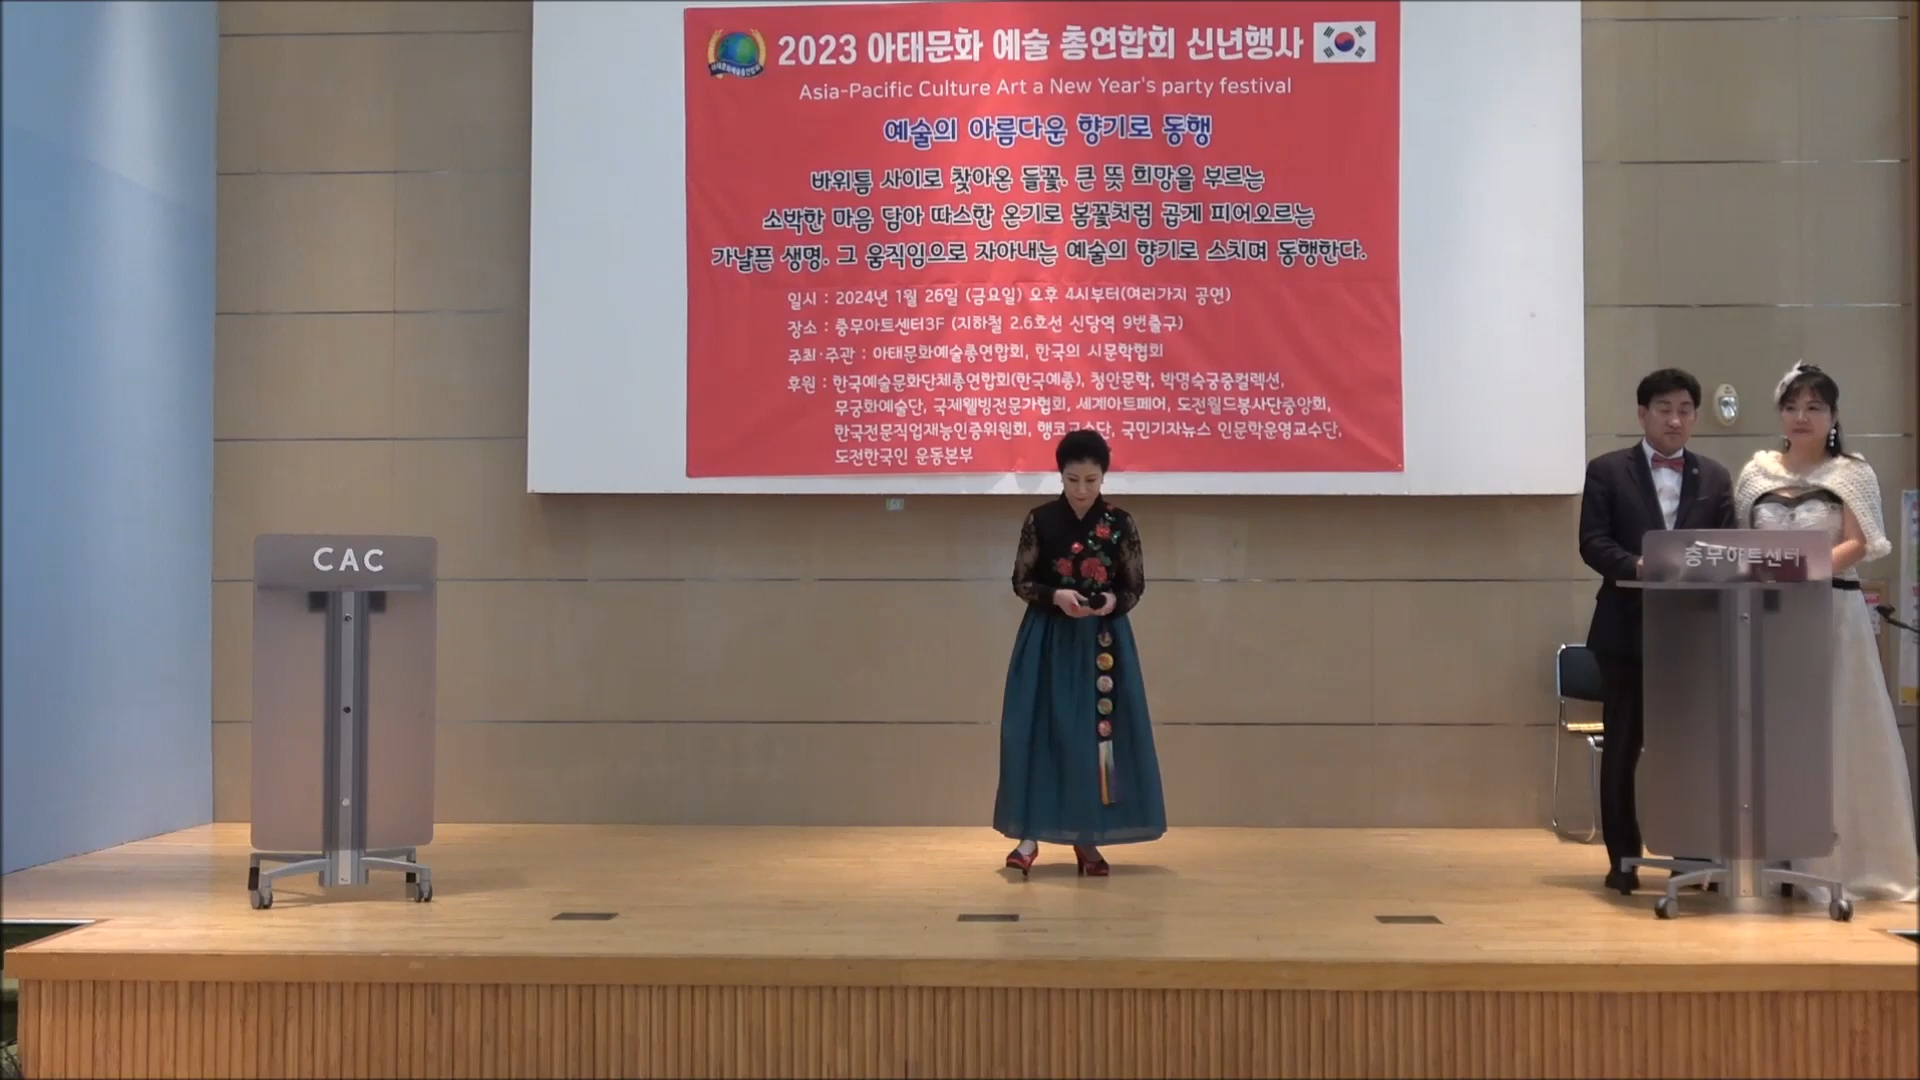 2023 아태문화 예술 총연합회 신년행사
Asia-Pacific Culture Art a New Year's party festival
예술의 아름다운 향기로 동행
바위틈 사이로 찾아온 들꽃. 큰 뜻 희망을 부르는
소박한 마음 담아 따스한 온기로 봄꽃처럼 곱게 피어오르는
가냘픈 생명. 그 움직임으로 자아내는 예술의 향기로 스치며 동행한다.
일시 : 2024년 1월 26일 (금요일) 오후 4시부터(여러가지 공연)
장소 : 충무아트센터3F (지하철 2.6호선 신당역 9번출구)
주최·주관 : 아태문화예술총연합회, 한국의 시문학협회
후원 : 한국예술문화단체총연합회(한국예총), 청안문학, 박명숙궁중컬렉션,
무궁화예술단, 국제웰빙전문가협회, 세계아트페어, 도전월드봉사단중앙회,
한국전문직업재능인증위원회, 행코교수단, 국민기자뉴스 인문학운영교수단,
도전한국인 운동본부
CAC
충무아트센터